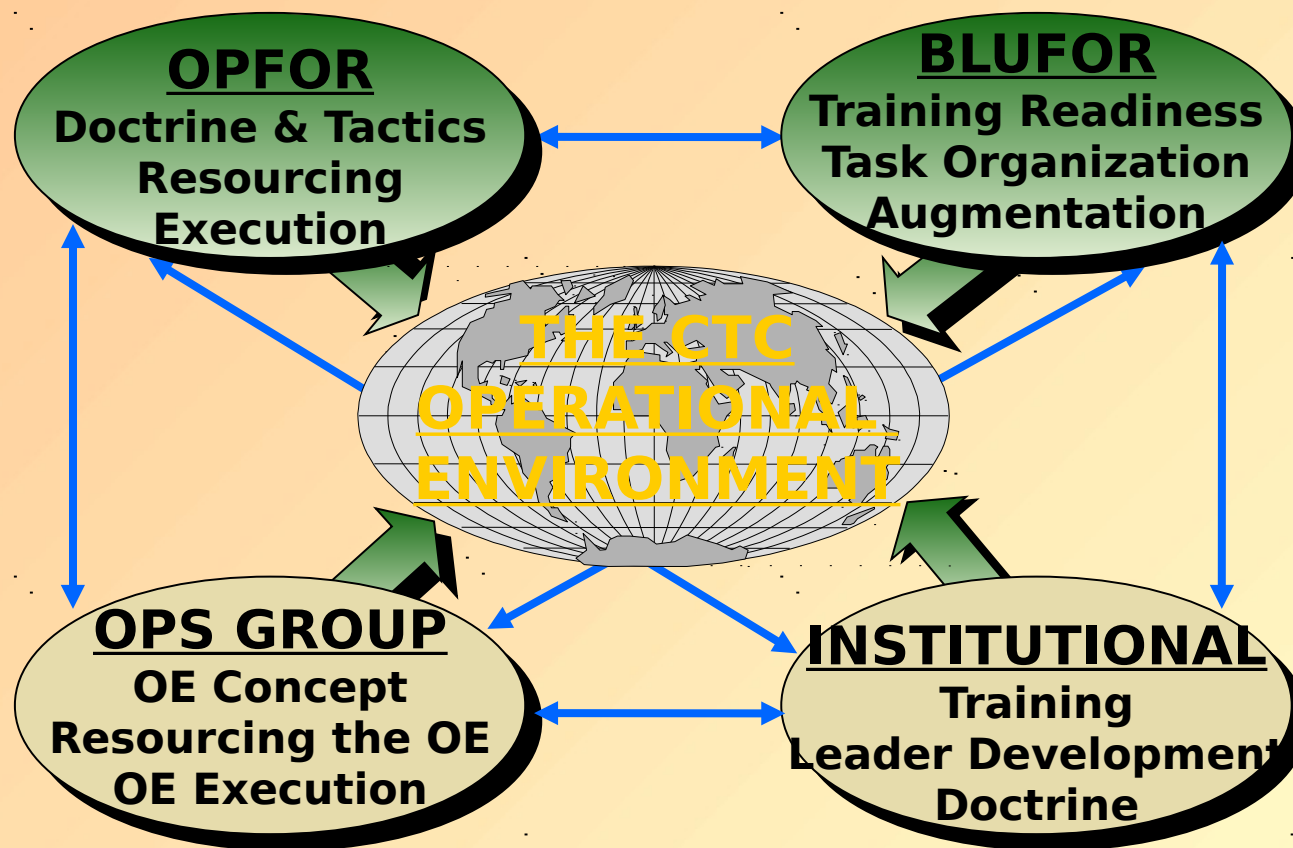 OPFOR
Doctrine & Tactics
Resourcing
Execution
BLUFOR
Training Readiness
Task Organization
Augmentation
THE CTC
OPERATIONAL
ENVIRONMENT
OPS GROUP
OE Concept
Resourcing the OE
OE Execution
INSTITUTIONAL
Training
Leader Development
Doctrine